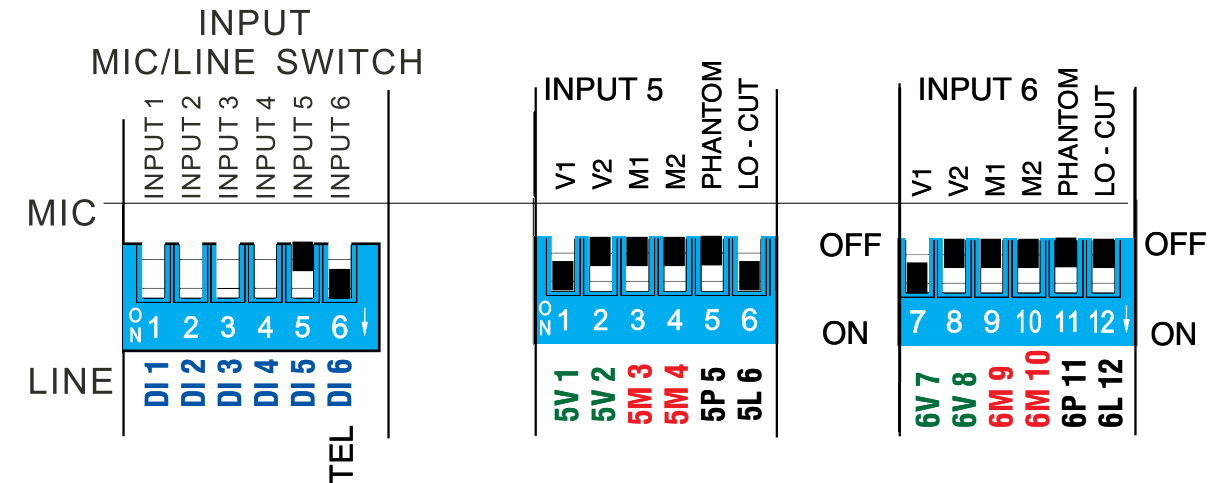 INPUT
MIC/LINE SWITCH
INPUT 1
INPUT 2
INPUT 3
INPUT 4
INPUT 5
INPUT 6
MIC
O
N
1 2 3 4 5 6
LINE
DI 1
DI 2
DI 3
DI 4
DI 5
DI 6
TEL
INPUT 5
V1
V2
M1
M2
PHANTOM
LO - CUT
O
N
1 2 3 4 5 6
5V 1
5V 2
5M 3
5M 4
5P 5
5L 6
INPUT 6
V1
V2
M1
M2
PHANTOM
LO - CUT
OFF
OFF
ON
7 8 9 10 11 12
ON
6V 7
6V 8
6M 9
6M 10
6P 11
6L 12